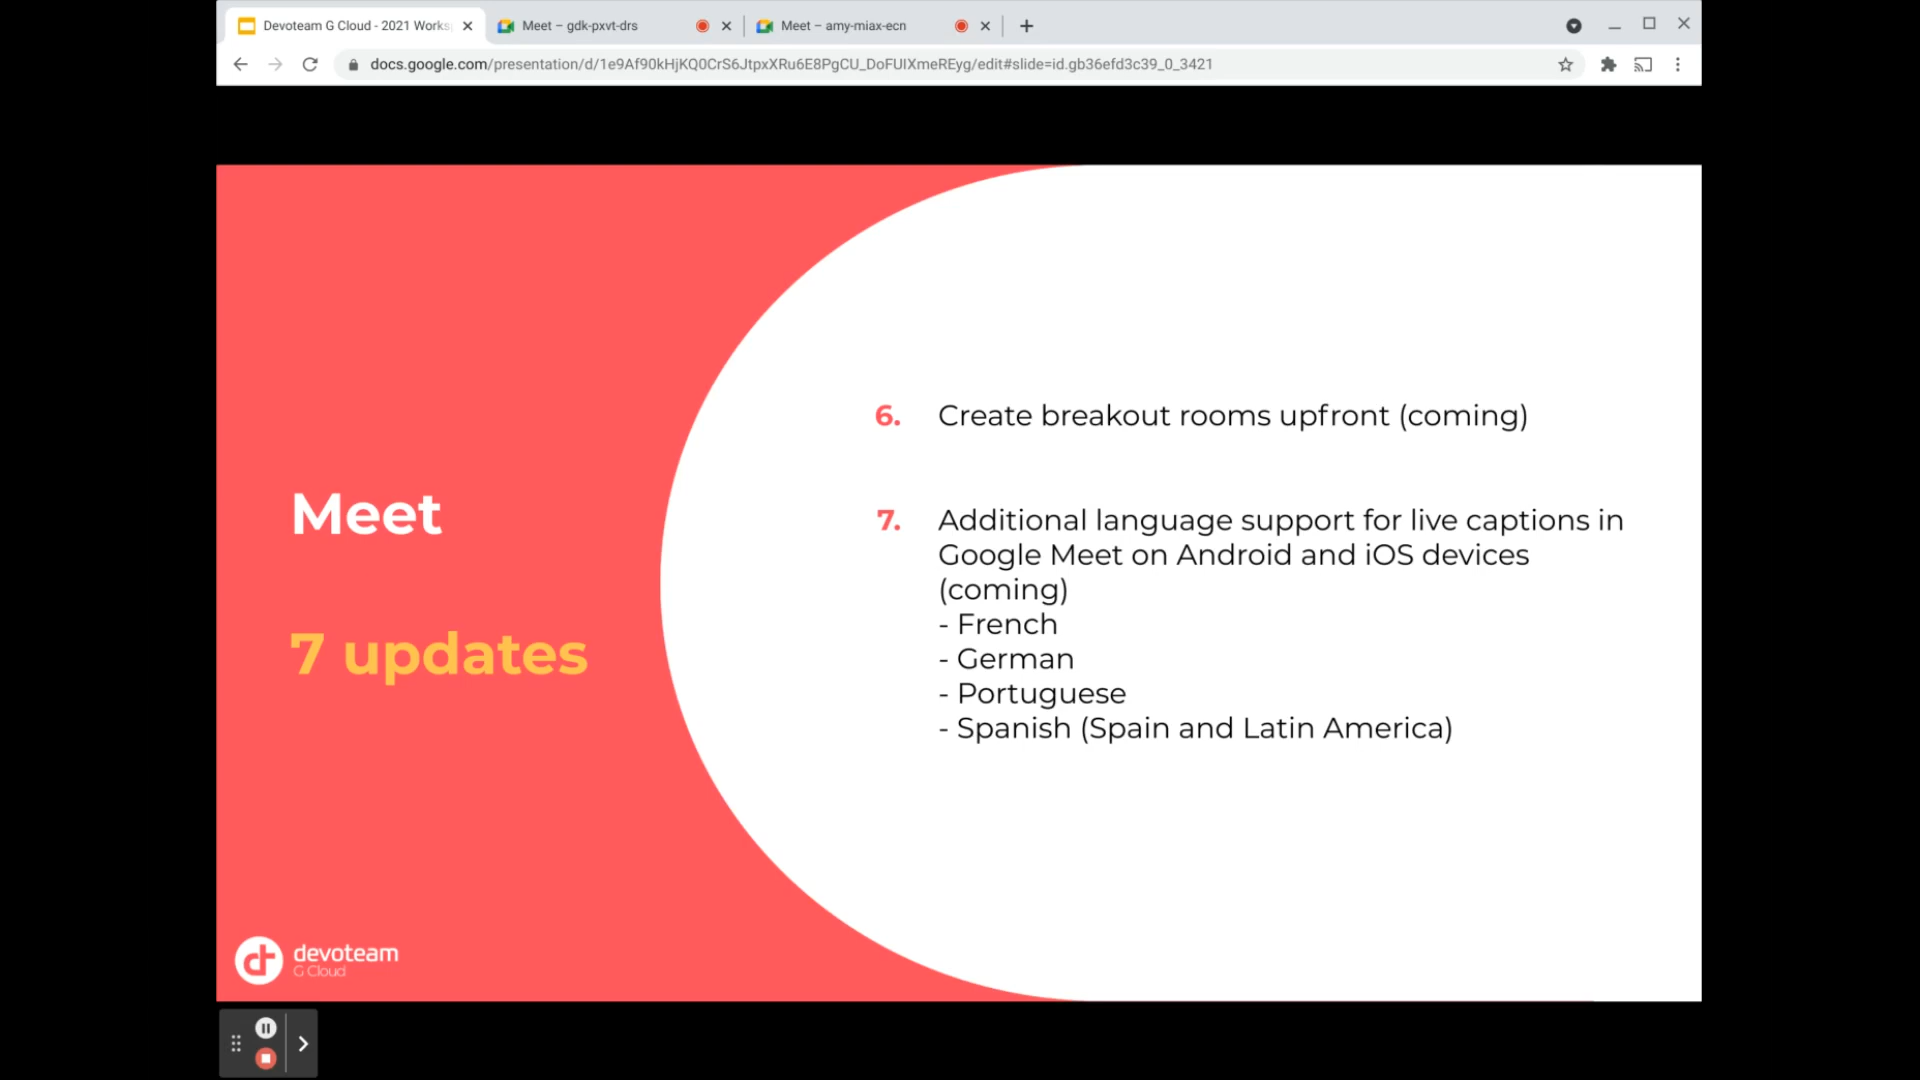 Devoteam G Cloud - 2021 Works
Meet – gdk-pxvt-drs
Meet – amy-miax-ecn
docs.google.com/presentation/d/1e9Af90kHjKQ0CrS6JtpxXRu6E8PgCU_DoFUIXmeREyg/edit#slide=id.gb36efd3c39_0_3421
Meet
7 updates
6. Create breakout rooms upfront (coming)
7. Additional language support for live captions in
Google Meet on Android and iOS devices
(coming)
- French
- German
- Portuguese
- Spanish (Spain and Latin America)
devoteam
G Cloud